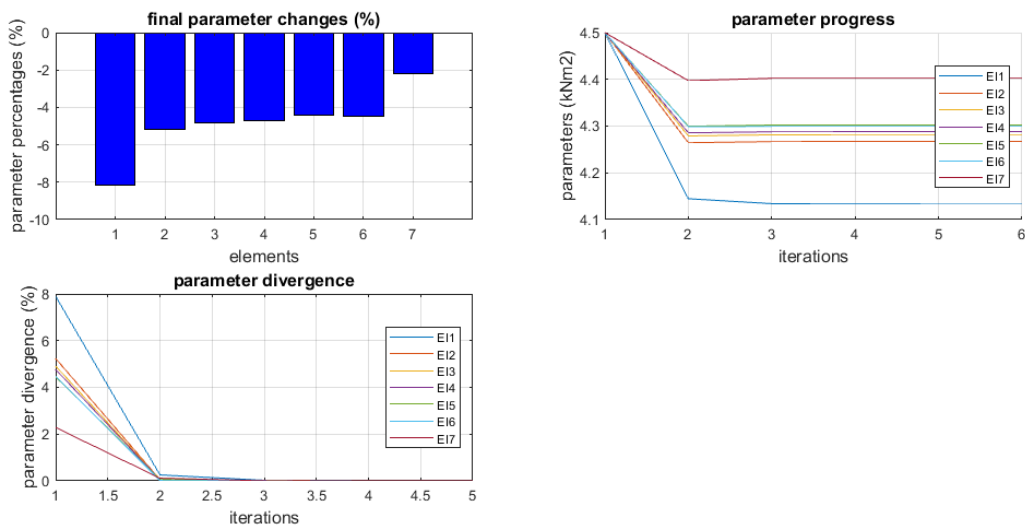 final parameter changes (%)
parameter percentages (%)
0
-2
-4
-6
-8
-10
1 2 3 4 5 6 7
elements
parameter progress
parameters (kNm2)
4.5
4.4
4.3
4.2
4.1
EI1
EI2
EI3
EI4
EI5
EI6
EI7
1 2 3 4 5 6
iterations
parameter divergence
parameter divergence (%)
8
6
4
2
0
EI1
EI2
EI3
EI4
EI5
EI6
EI7
1 1.5 2 2.5 3 3.5 4 4.5 5
iterations